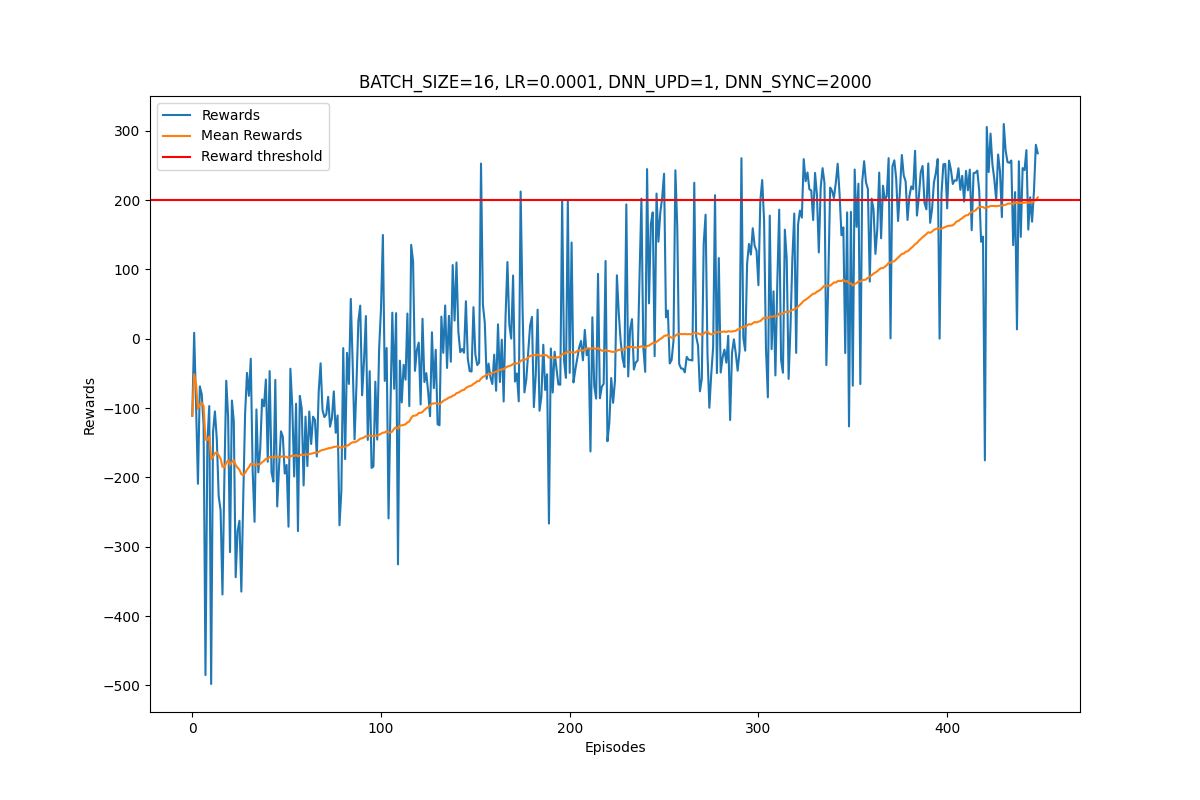 BATCH_SIZE=16, LR=0.0001, DNN_UPD=1, DNN_SYNC=2000
Rewards
Mean Rewards
Reward threshold
300
200
100
0
−100
−200
−300
−400
−500
Rewards
0
100
200
300
400
Episodes